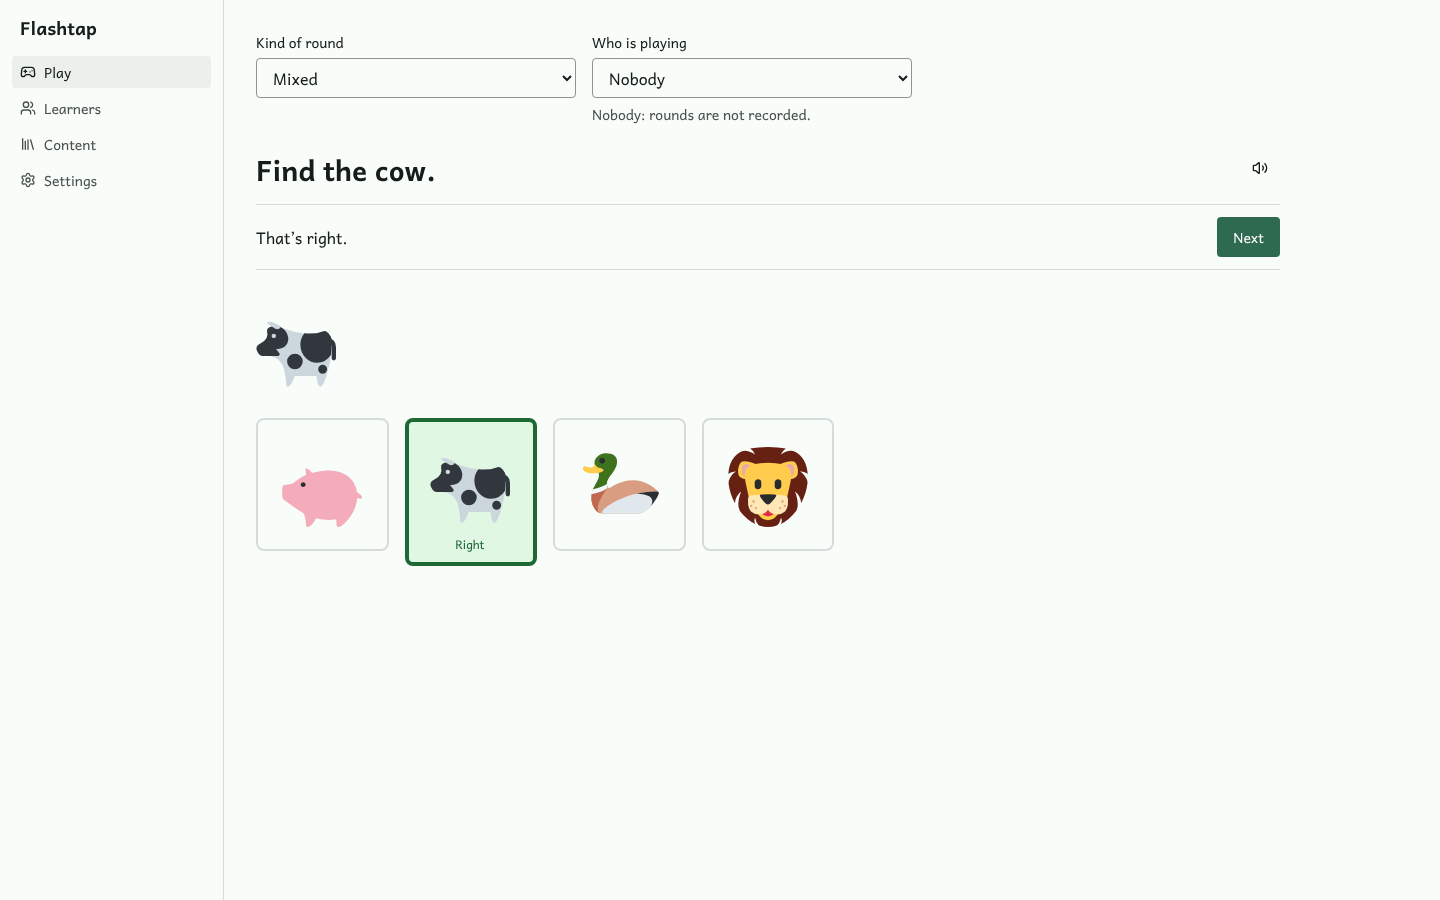 Flashtap
Play
Learners
Content
Settings
Kind of round
Who is playing
Mixed
Nobody
Nobody: rounds are not recorded.
Find the cow.
That's right.
Next
Right